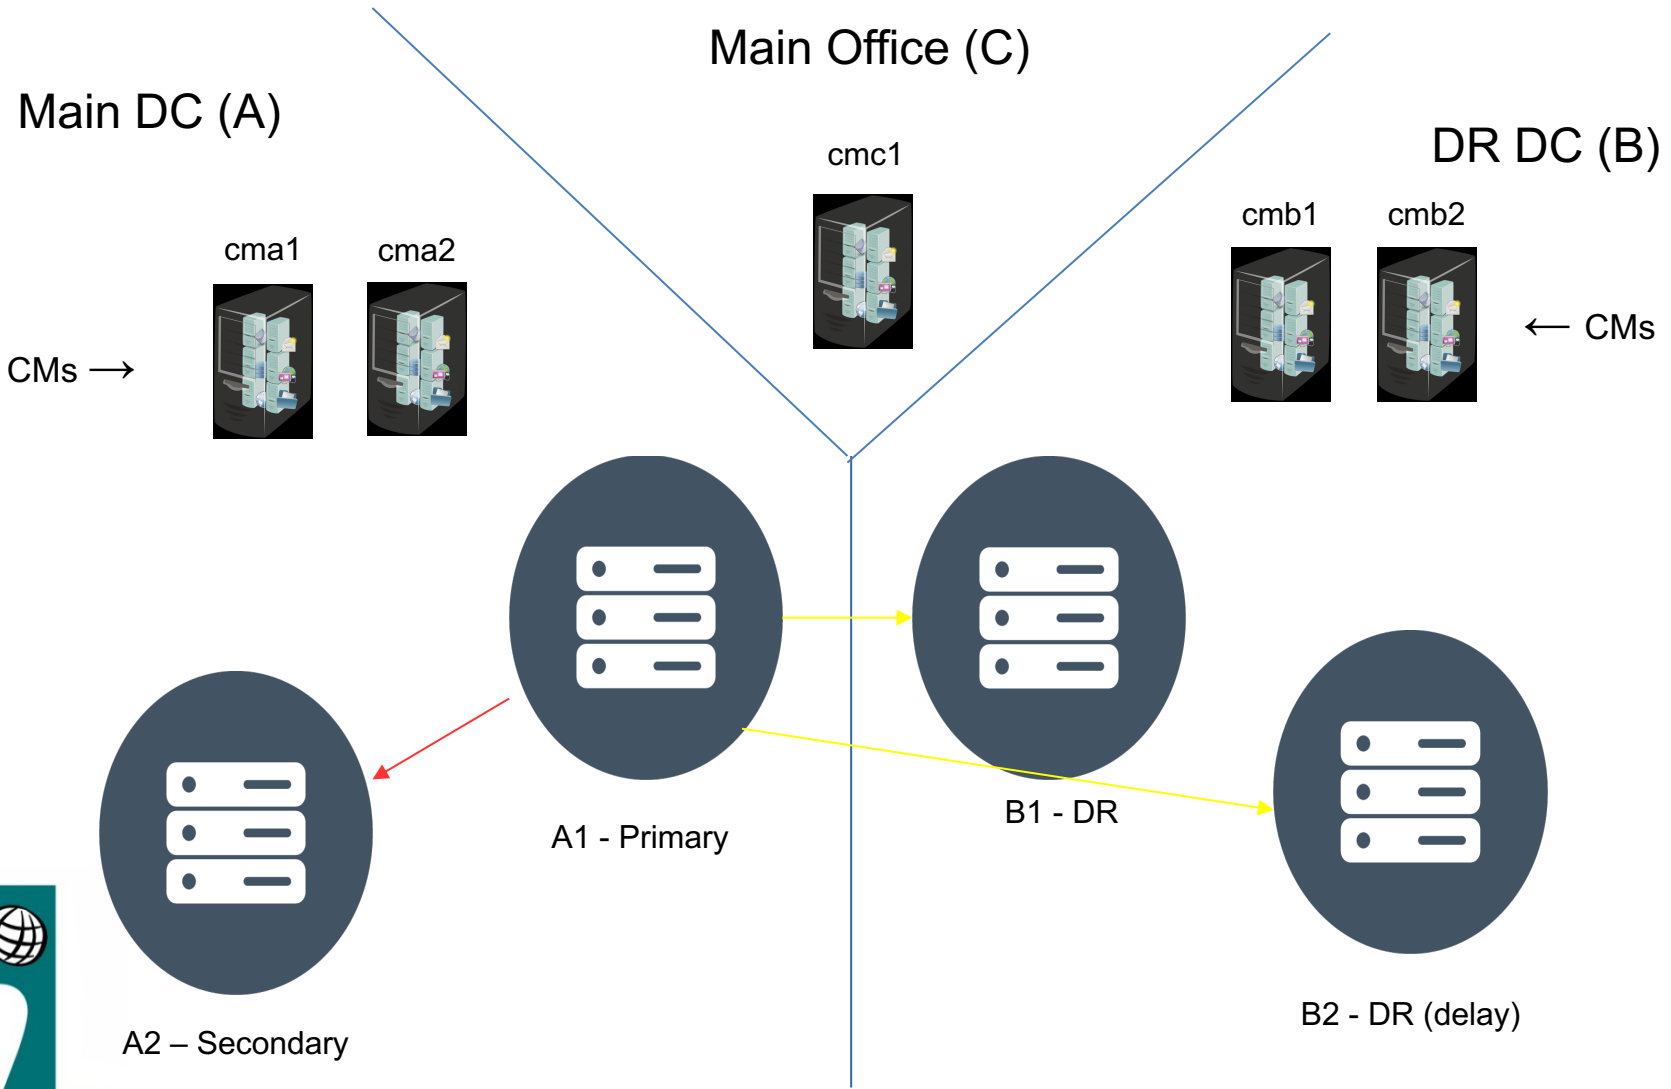 Main Office (C)
Main DC (A)
DR DC (B)
cmc1
cma1
cma2
cmb1
cmb2
CMs →
← CMs
A1 - Primary
B1 - DR
A2 – Secondary
B2 - DR (delay)